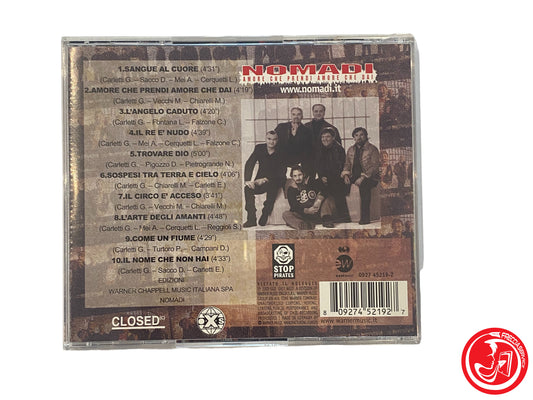 1.SANGUE AL CUORE (4'31")
Carletti G. – Sacco D. – Mei A. – Cerquetti L.
2.AMORE CHE PRENDI AMORE CHE DAI (4'19")
Carletti G. – Vecchi M. – Chiarelli M.
3.L'ANGELO CADUTO (4'20")
Carletti G. – Fontana L. – Falzone C.
4.IL RE E' NUDO (4'39")
Carletti G. – Mei A. – Cerquetti L. – Falzone C.
5.TROVARE DIO (5'00")
Carletti G. – Pigozzo D. – Pietrogrande N.
6.SOSPESI TRA TERRA E CIELO (4'06")
Carletti G. – Chiarelli M. – Carletti E.
7.IL CIRCO E' ACCESO (3'41")
Carletti G. – Vecchi M. – Chiarelli M.
8.L'ARTE DEGLI AMANTI (4'48")
Carletti G. – Mei A. – Cerquetti L. – Reggioli S.
9.COME UN FIUME (4'29")
Carletti G. – Turtoro P. – Campani D.
10.IL NOME CHE NON HAI (4'33")
Carletti G. – Sacco D. – Carletti E.
EDIZIONI
WARNER CHAPPELL MUSIC ITALIANA SPA
NOMADI
CLOSED
NOMADI
AMORE CHE PRENDI AMORE CHE DAI
www.nomadi.it
STOP
PIRATES
0927 45219-2
8 09274 52192 7
www.warnermusic.it